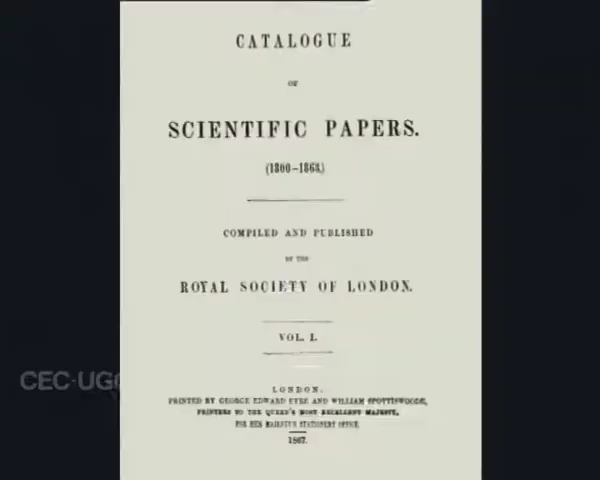 CATALOGUE
OF
SCIENTIFIC PAPERS.
(1800-1863.)
COMPILED AND PUBLISHED
BY THE
ROYAL SOCIETY OF LONDON.
VOL. I.
CEC-UG
LONDON.
PRINTED BY GEORGE EDWARD EYRE AND WILLIAM SPOTTISWOODE,
PRINTERS TO THE QUEEN'S MOST EXCELLENT MAJESTY,
FOR HER MAJESTY'S STATIONERY OFFICE.
1867.